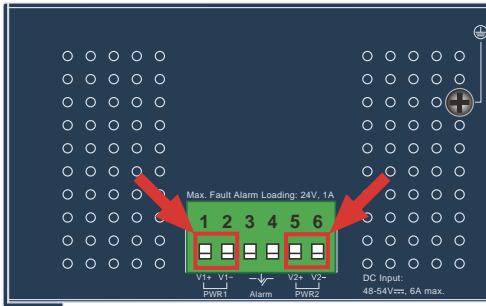 Max. Fault Alarm Loading: 24V, 1A
1 2 3 4 5 6
V1+ V1- V2+ V2-
PWR1 Alarm PWR2
DC Input:
48-54V⎓, 6A max.